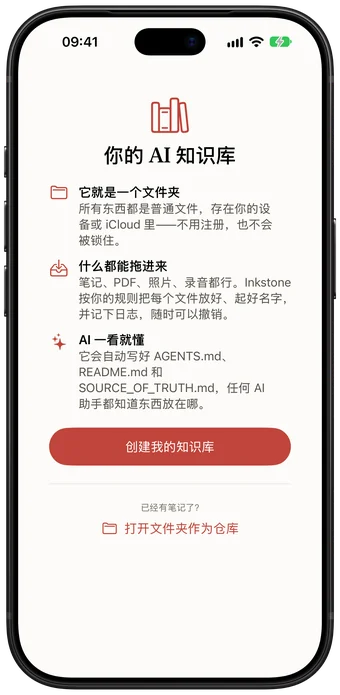 09:41
你的 AI 知识库
它就是一个文件夹
所有东西都是普通文件，存在你的设
备或 iCloud 里——不用注册，也不会
被锁住。
什么都能拖进来
笔记、PDF、照片、录音都行。Inkstone
按你的规则把每个文件放好、起好名字，
并记下日志，随时可以撤销。
AI 一看就懂
它会自动写好 AGENTS.md、
README.md 和
SOURCE_OF_TRUTH.md，任何 AI
助手都知道东西放在哪。
创建我的知识库
已经有笔记了？
打开文件夹作为仓库